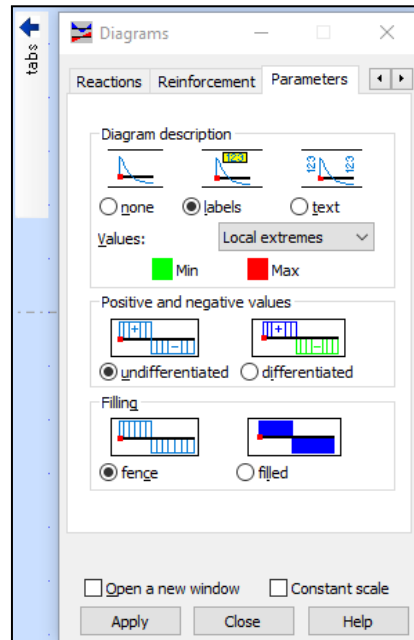 tabs
Diagrams
Reactions Reinforcement Parameters
Diagram description
123 123 123
none labels text
Values: Local extremes
Min Max
Positive and negative values
+ - + -
undifferentiated differentiated
Filling
fence filled
Open a new window Constant scale
Apply Close Help